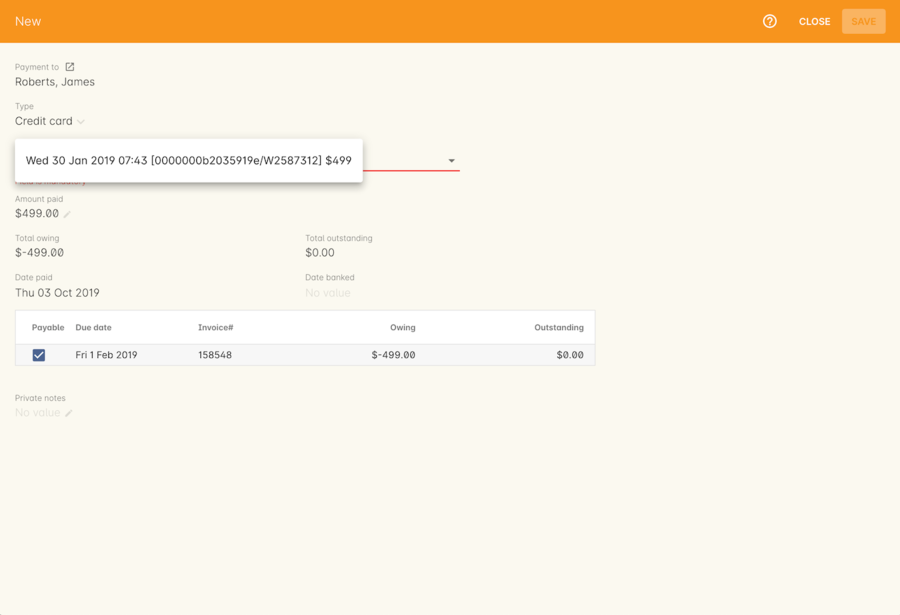 New
CLOSE
SAVE
Payment to
Roberts, James
Type
Credit card
Wed 30 Jan 2019 07:43 [0000000b2035919e/W2587312] $499
Amount paid
$499.00
Total owing
Total outstanding
$-499.00
$0.00
Date paid
Date banked
Thu 03 Oct 2019
No value
Payable Due date Invoice# Owing Outstanding
Fri 1 Feb 2019 158548 $-499.00 $0.00
Private notes
No value